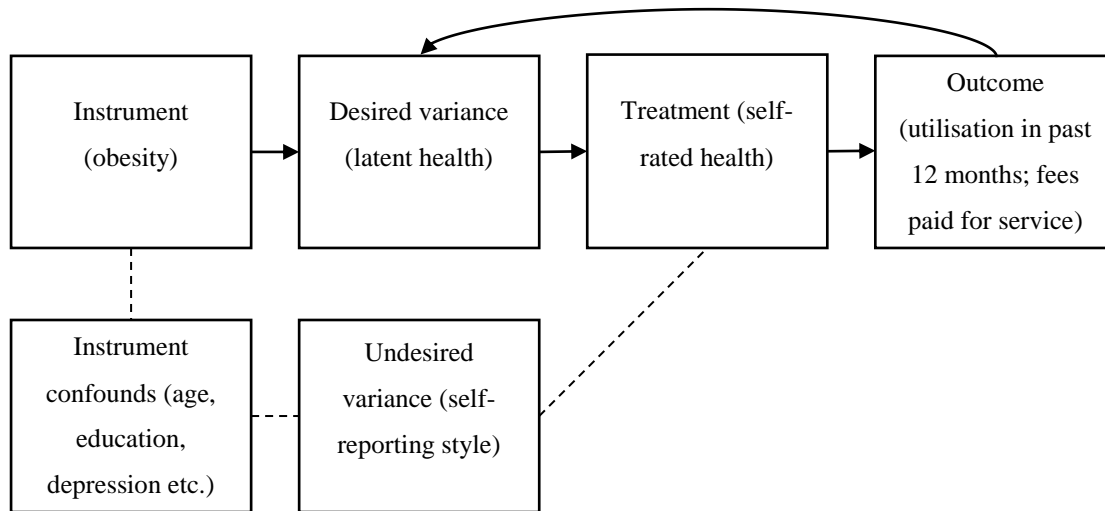 Instrument
(obesity)
Desired variance
(latent health)
Treatment (self-
rated health)
Outcome
(utilisation in past
12 months; fees
paid for service)
Instrument
confounds (age,
education,
depression etc.)
Undesired
variance (self-
reporting style)